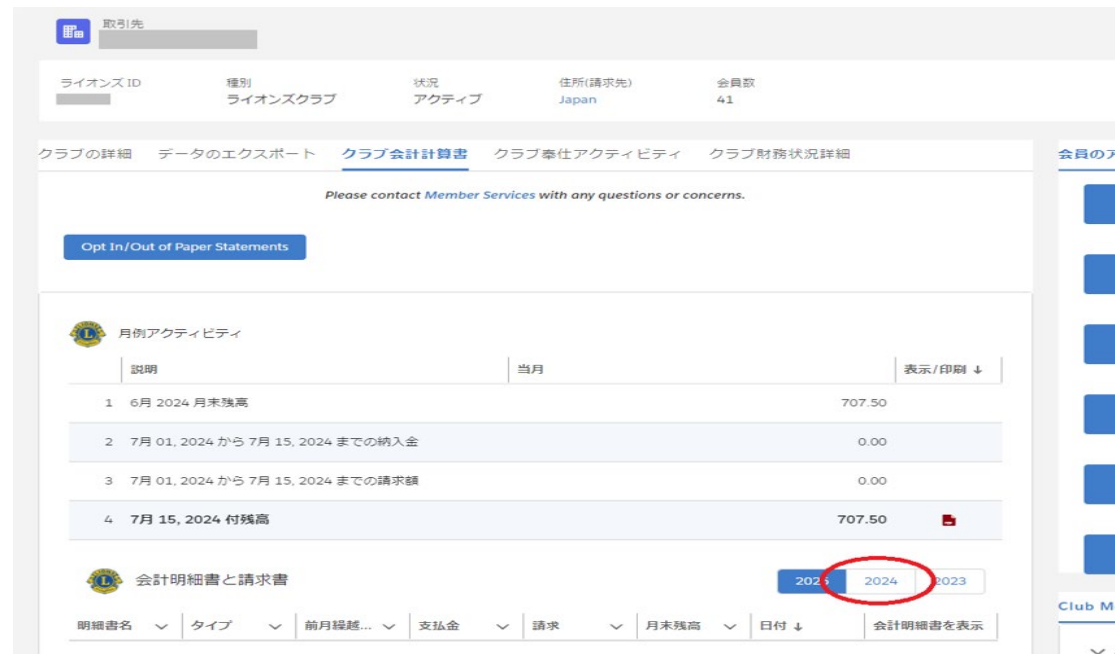 取引先
ライオンズ ID 種別 状況 住所(請求先) 会員数
ライオンズクラブ アクティブ Japan 41
クラブの詳細 データのエクスポート クラブ会計計算書 クラブ奉仕アクティビティ クラブ財務状況詳細 会員のア
Please contact Member Services with any questions or concerns.
Opt In/Out of Paper Statements
月例アクティビティ
説明 当月 表示/印刷 ↓
1 6月 2024 月末残高 707.50
2 7月 01, 2024 から 7月 15, 2024 までの納入金 0.00
3 7月 01, 2024 から 7月 15, 2024 までの請求額 0.00
4 7月 15, 2024 付残高 707.50
会計明細書と請求書 2025 2024 2023
明細書名 タイプ 前月繰越... 支払金 請求 月末残高 日付 ↓ 会計明細書を表示
Club M